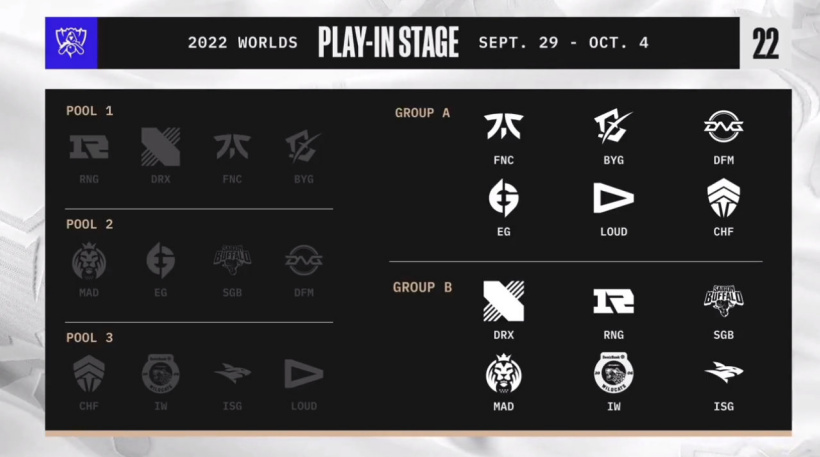 2022 WORLDS PLAY-IN STAGE SEPT. 29 - OCT. 4 22
POOL 1
RNG DRX FNC BYG
POOL 2
MAD EG SGB DFM
POOL 3
CHF IW ISG LOUD
GROUP A
FNC BYG DFM
EG LOUD CHF
GROUP B
BUFFALO
DRX RNG SGB
WILDCATS
MAD IW ISG